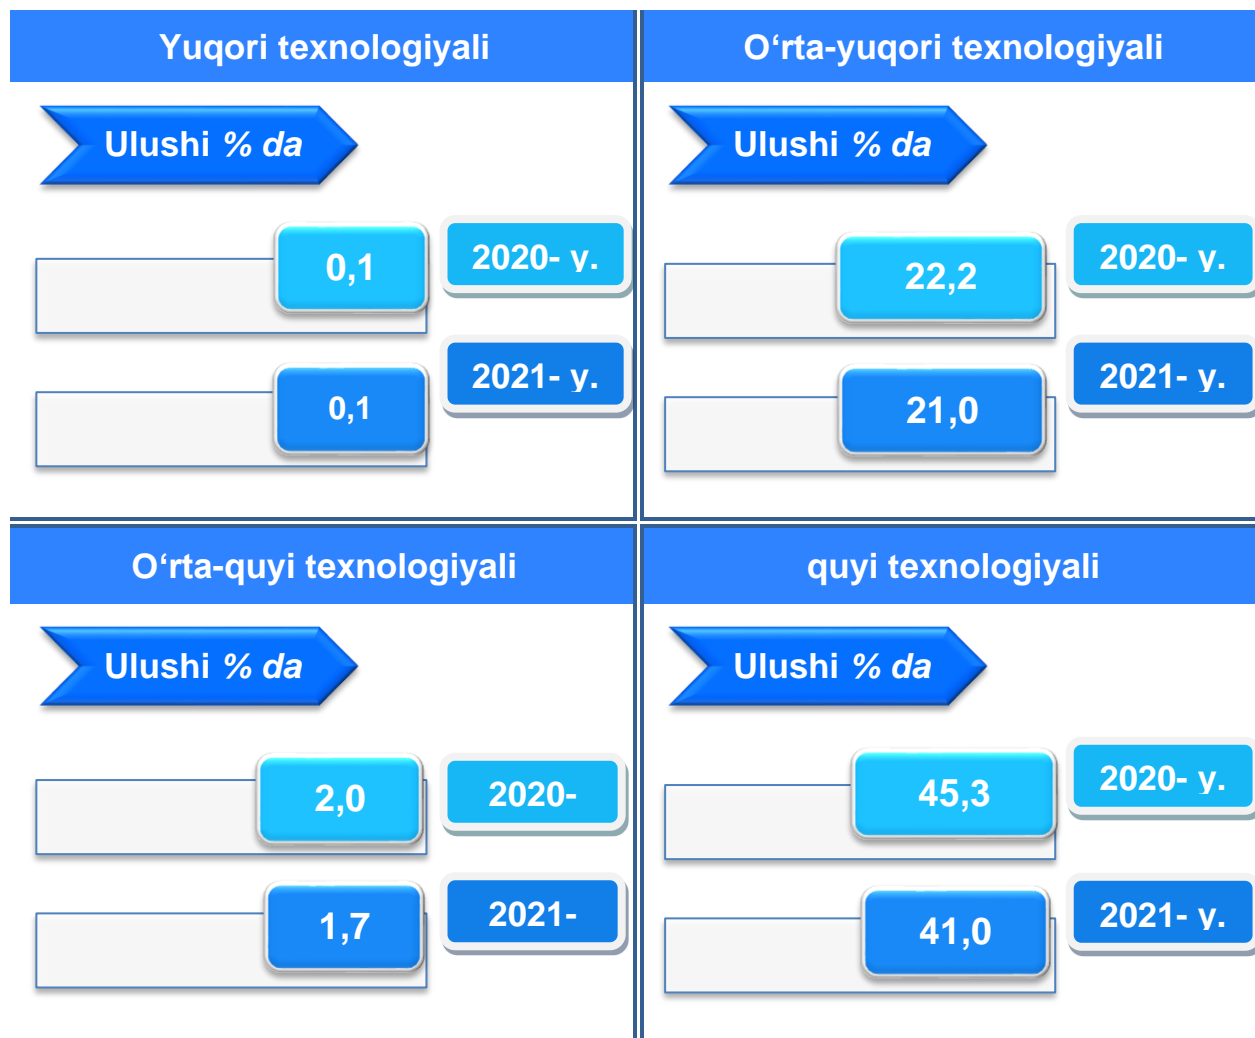 Yuqori texnologiyali
Ulushi % da
0,1
2020- y.
0,1
2021- y.
O‘rta-yuqori texnologiyali
Ulushi % da
22,2
2020- y.
21,0
2021- y.
O‘rta-quyi texnologiyali
Ulushi % da
2,0
2020-
1,7
2021-
quyi texnologiyali
Ulushi % da
45,3
2020- y.
41,0
2021- y.